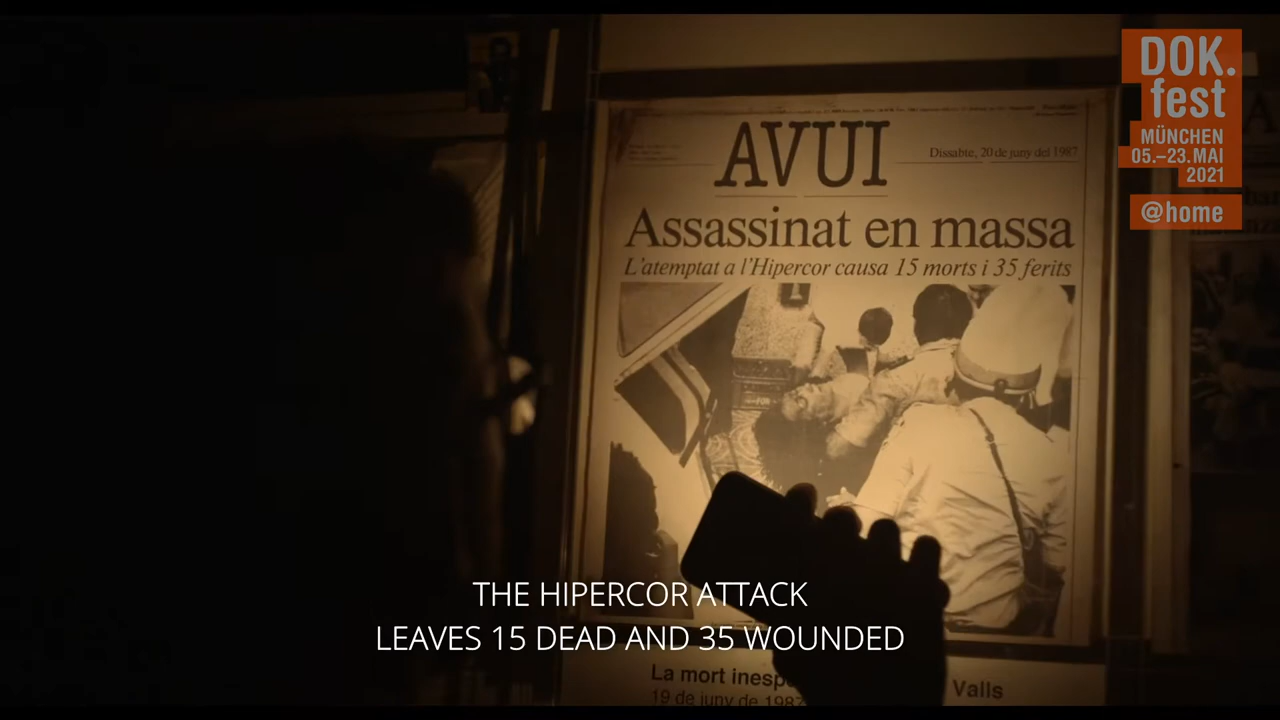 DOK.
fest
MÜNCHEN
05.–23. MAI
2021
@home
AVUI
Dissabte, 20 de juny del 1987
Assassinat en massa
L'atemptat a l'Hipercor causa 15 morts i 35 ferits
THE HIPERCOR ATTACK
LEAVES 15 DEAD AND 35 WOUNDED
La mort Valls
19 de juny de 1987